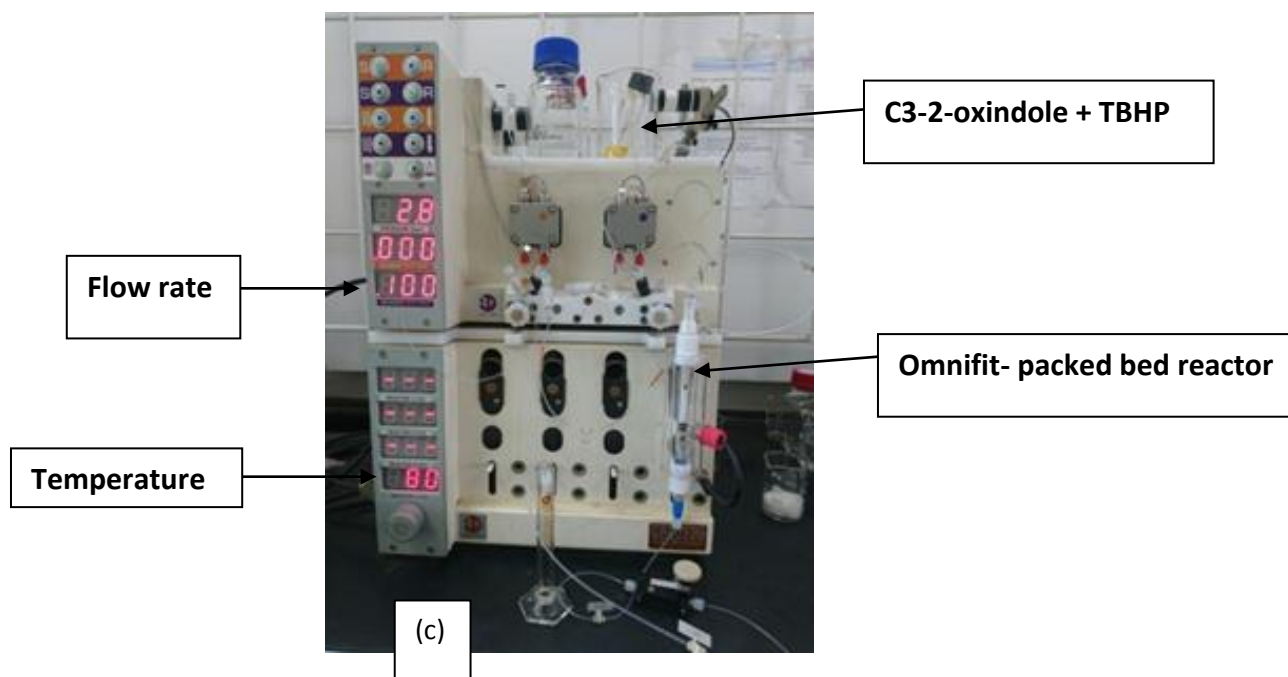 C3-2-oxindole + TBHP
28
.000
100
Flow rate
Omnifit- packed bed reactor
80
Temperature
(c)